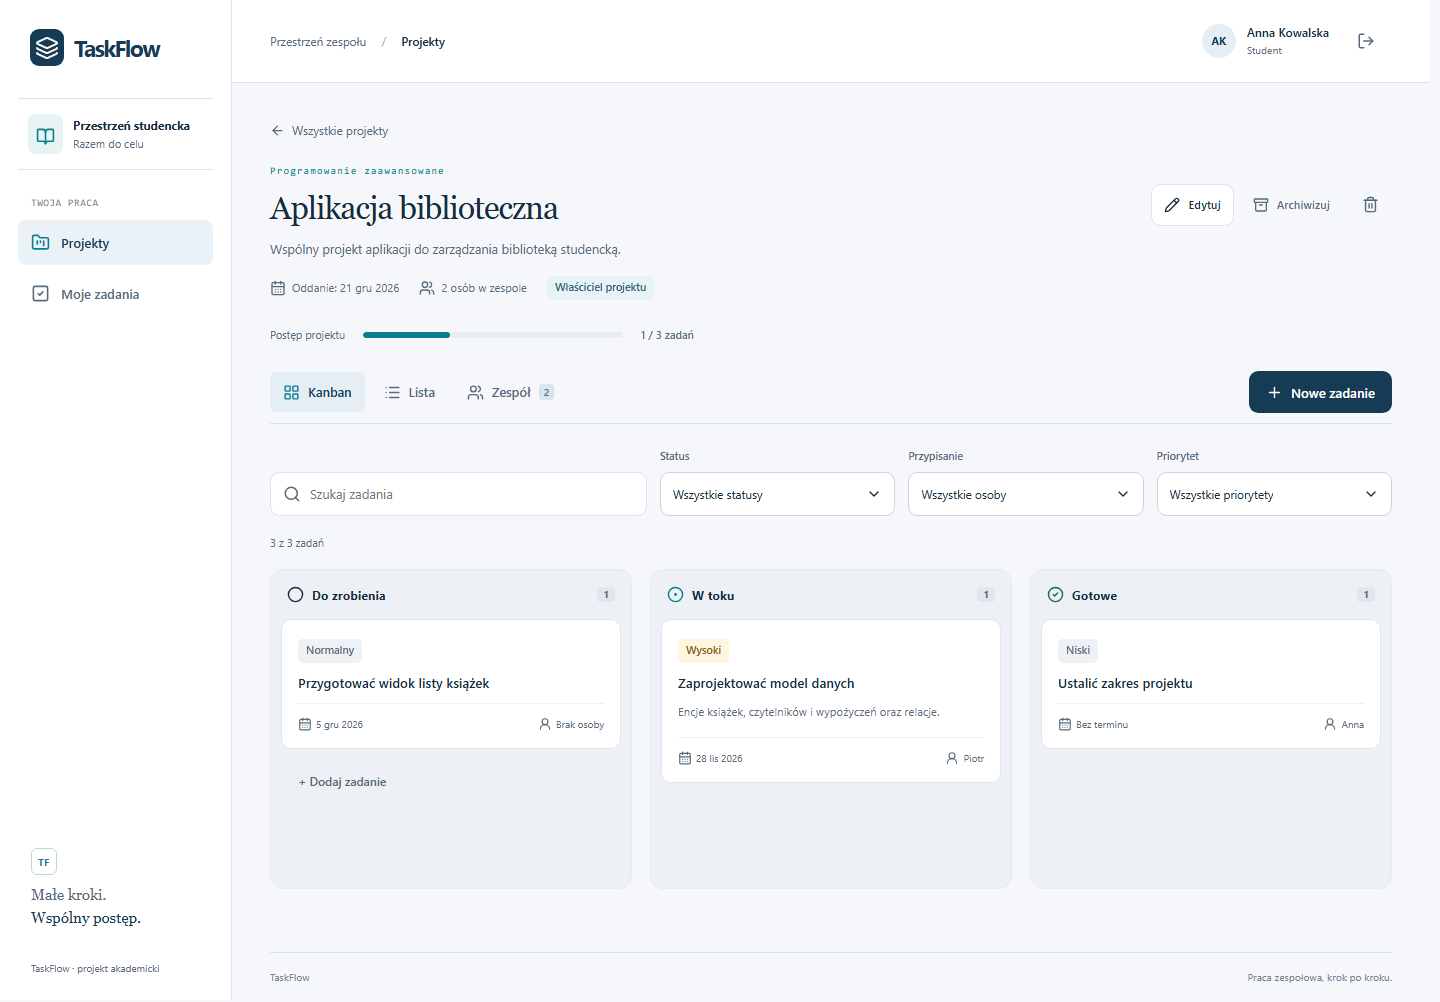 TaskFlow
Przestrzeń studencka
Razem do celu
TWOJA PRACA
Projekty
Moje zadania
TF
Małe kroki.
Wspólny postęp.
TaskFlow · projekt akademicki
Przestrzeń zespołu / Projekty
AK
Anna Kowalska
Student
Wszystkie projekty
Programowanie zaawansowane
Aplikacja biblioteczna
Edytuj
Archiwizuj
Wspólny projekt aplikacji do zarządzania biblioteką studencką.
Oddanie: 21 gru 2026
2 osób w zespole
Właściciel projektu
Postęp projektu
1 / 3 zadań
Kanban
Lista
Zespół 2
+ Nowe zadanie
Szukaj zadania
Status
Wszystkie statusy
Przypisanie
Wszystkie osoby
Priorytet
Wszystkie priorytety
3 z 3 zadań
Do zrobienia 1
Normalny
Przygotować widok listy książek
5 gru 2026
Brak osoby
+ Dodaj zadanie
W toku 1
Wysoki
Zaprojektować model danych
Encje książek, czytelników i wypożyczeń oraz relacje.
28 lis 2026
Piotr
Gotowe 1
Niski
Ustalić zakres projektu
Bez terminu
Anna
TaskFlow
Praca zespołowa, krok po kroku.